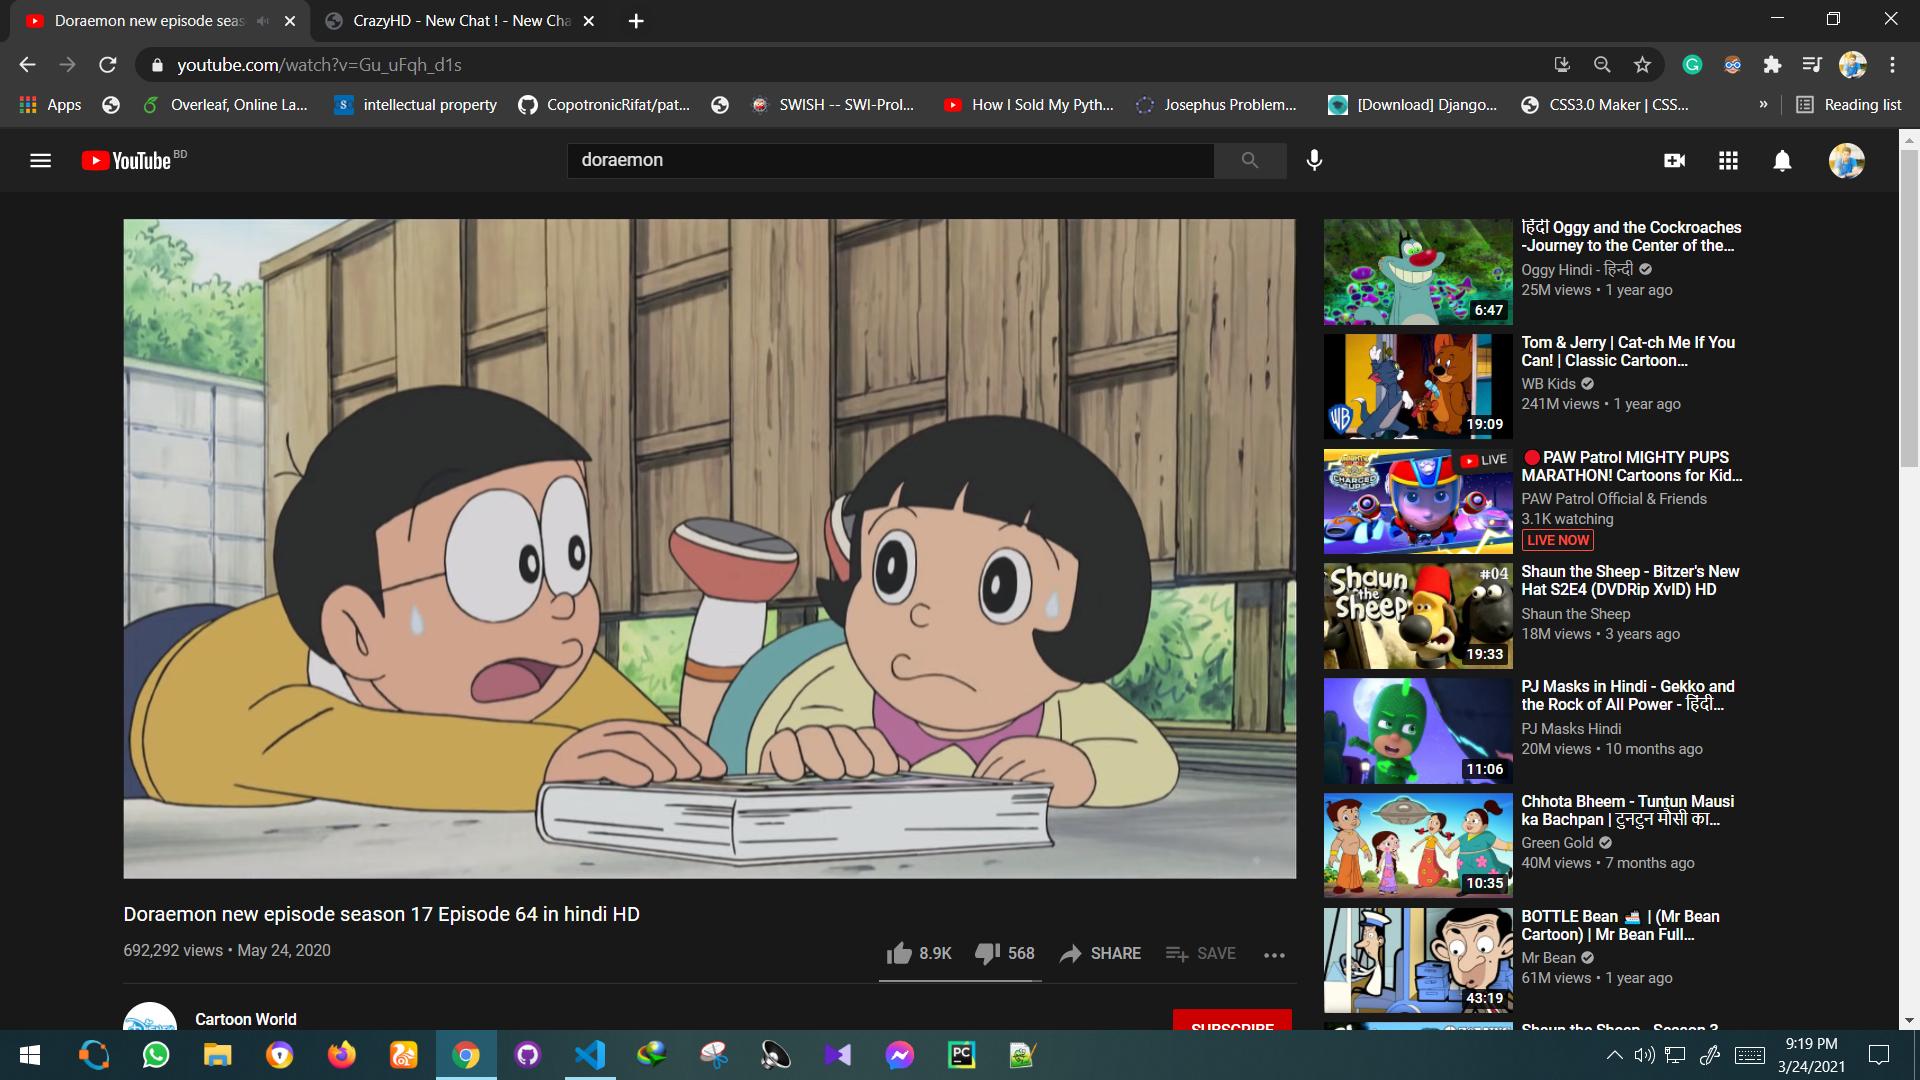 Doraemon new episode seas
CrazyHD - New Chat ! - New Cha
youtube.com/watch?v=Gu_uFqh_d1s
Apps
Overleaf, Online La...
intellectual property
CopotronicRifat/pat...
SWISH -- SWI-Prol...
How I Sold My Pyth...
Josephus Problem...
[Download] Django...
CSS3.0 Maker | CSS...
»
Reading list
YouTube BD
doraemon
Doraemon new episode season 17 Episode 64 in hindi HD
692,292 views • May 24, 2020
8.9K
568
SHARE
SAVE
Cartoon World
SUBSCRIBE
6:47
हिंदी Oggy and the Cockroaches
-Journey to the Center of the...
Oggy Hindi - हिन्दी
25M views • 1 year ago
WB
19:09
Tom & Jerry | Cat-ch Me If You
Can! | Classic Cartoon...
WB Kids
241M views • 1 year ago
CHARGED UP
LIVE
PAW Patrol MIGHTY PUPS
MARATHON! Cartoons for Kid...
PAW Patrol Official & Friends
3.1K watching
LIVE NOW
Shaun
the
Sheep
#04
19:33
Shaun the Sheep - Bitzer's New
Hat S2E4 (DVDRip XviD) HD
Shaun the Sheep
18M views • 3 years ago
11:06
PJ Masks in Hindi - Gekko and
the Rock of All Power - हिंदी...
PJ Masks Hindi
20M views • 10 months ago
10:35
Chhota Bheem - Tuntun Mausi
ka Bachpan | टुनटुन मौसी का...
Green Gold
40M views • 7 months ago
43:19
BOTTLE Bean 🚢 | (Mr Bean
Cartoon) | Mr Bean Full...
Mr Bean
61M views • 1 year ago
Shaun the Sheep - Season 3
PC
9:19 PM
3/24/2021